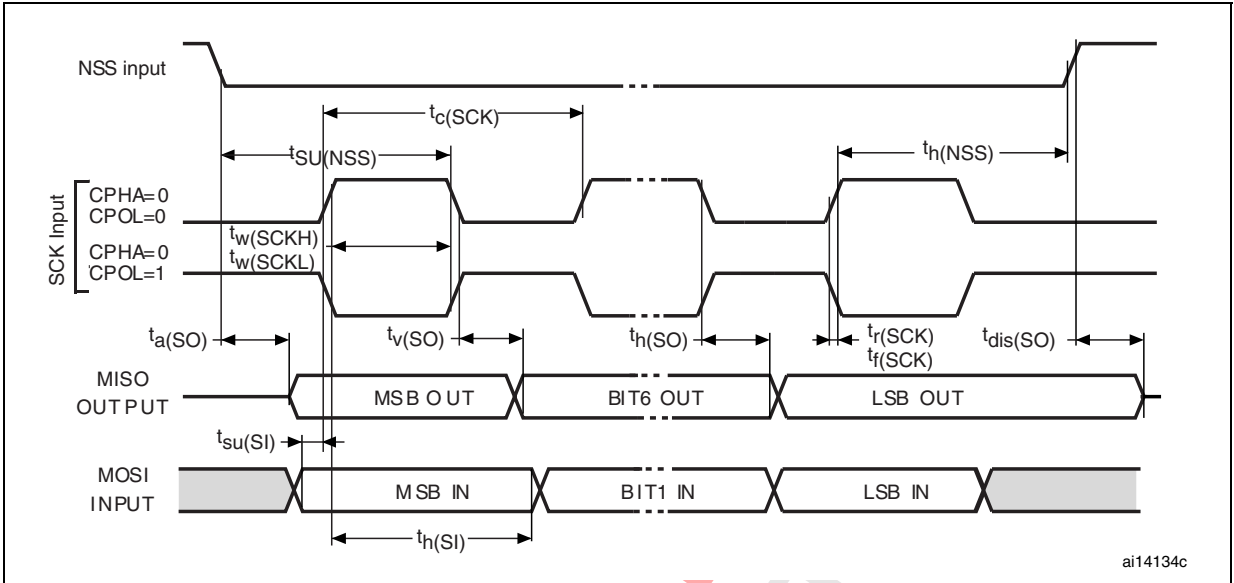 NSS input
tc(SCK)
tSU(NSS)
th(NSS)
SCK Input
CPHA=0
CPOL=0
tw(SCKH)
CPHA=0
tw(SCKL)
CPOL=1
ta(SO)
tv(SO)
th(SO)
tr(SCK)
tf(SCK)
tdis(SO)
MISO
OUTPUT
MSB OUT
BIT6 OUT
LSB OUT
tsu(SI)
MOSI
INPUT
MSB IN
BIT1 IN
LSB IN
th(SI)
ai14134c